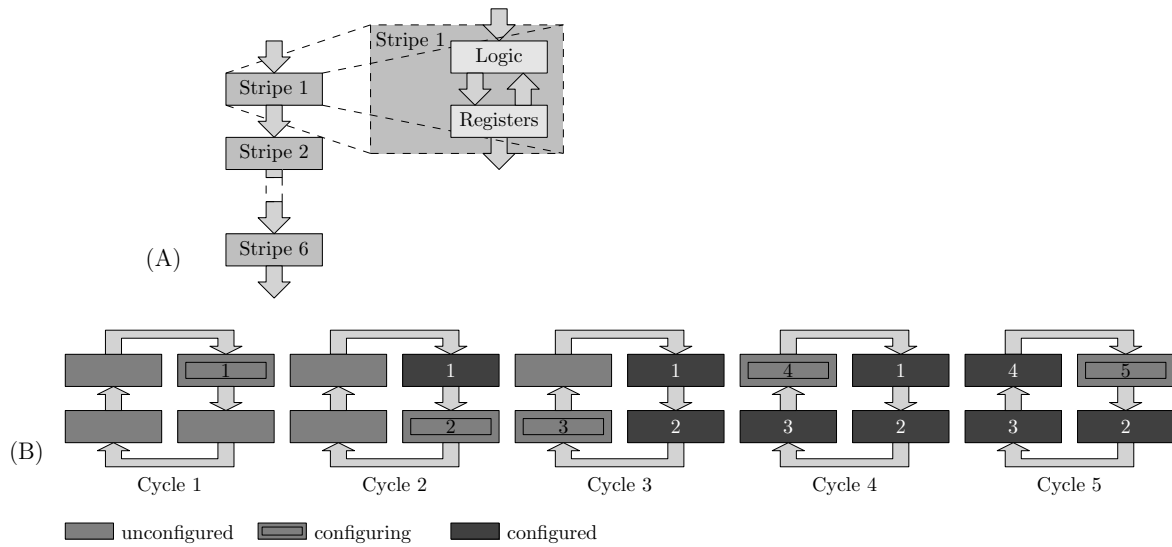 Stripe 1
Logic
Registers
Stripe 1
Stripe 2
Stripe 6
(A)
1
1
2
1
3
2
4
1
3
2
4
5
3
2
(B)
Cycle 1
Cycle 2
Cycle 3
Cycle 4
Cycle 5
unconfigured
configuring
configured